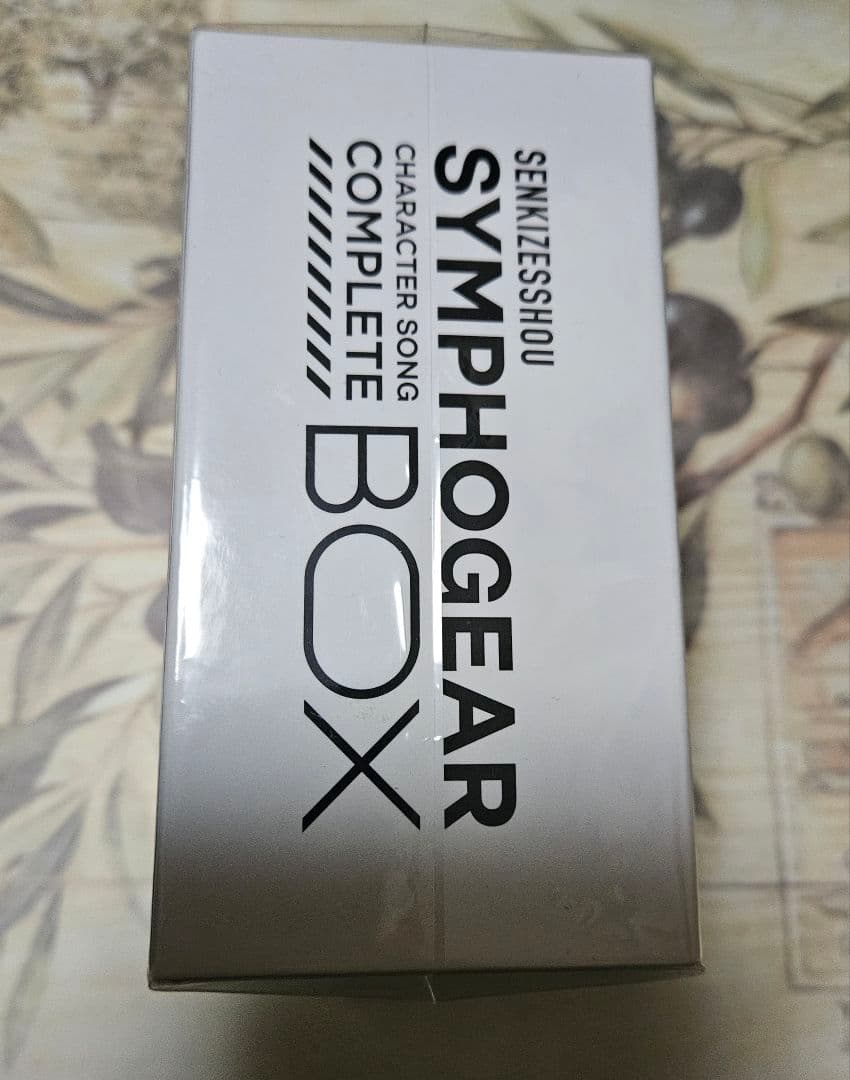 SENKIZESSHOU
SYMPHOGEAR
CHARACTER SONG
COMPLETE
BOX